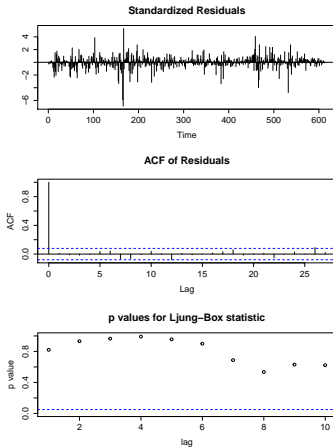 Standardized Residuals
4
2
0
-2
-6
0 100 200 300 400 500 600
Time
ACF of Residuals
ACF
0.0 0.4 0.8
0 5 10 15 20 25
Lag
p values for Ljung–Box statistic
p value
0.0 0.4 0.8
2 4 6 8 10
lag